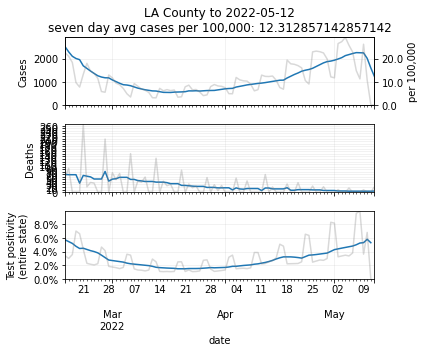 LA County to 2022-05-12
seven day avg cases per 100,000: 12.312857142857142
Cases
2000
1000
0
20.0
10.0
0.0
per 100,000
Deaths
260
0
Test positivity
(entire state)
8.0%
6.0%
4.0%
2.0%
0.0%
21 28 07 14 21 28 04 11 18 25 02 09
Mar Apr May
2022
date